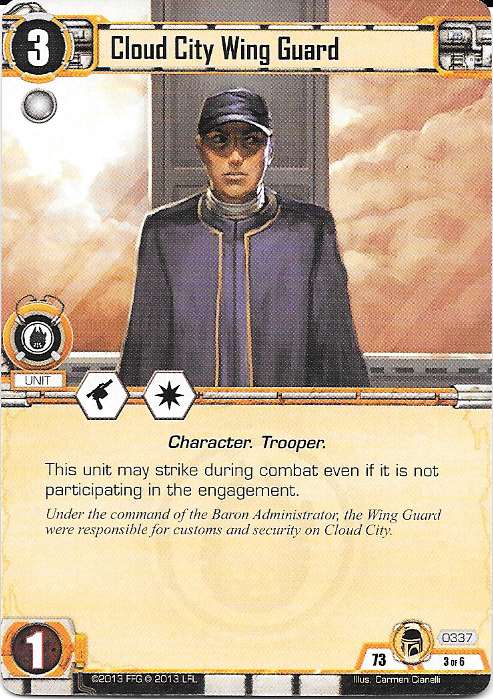 3
Cloud City Wing Guard
UNIT
Character. Trooper.
This unit may strike during combat even if it is not
participating in the engagement.
Under the command of the Baron Administrator, the Wing Guard
were responsible for customs and security on Cloud City.
1
73
3 OF 6
0337
©2013 FFG © 2013 LFL
Illus. Carmen Cianelli